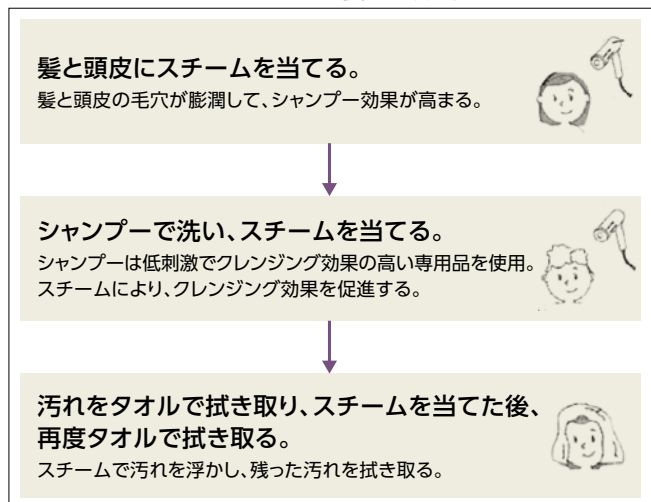 髪と頭皮にスチームを当てる。
髪と頭皮の毛穴が膨潤して、シャンプー効果が高まる。
シャンプーで洗い、スチームを当てる。
シャンプーは低刺激でクレンジング効果の高い専用品を使用。
スチームにより、クレンジング効果を促進する。
汚れをタオルで拭き取り、スチームを当てた後、
再度タオルで拭き取る。
スチームで汚れを浮かし、残った汚れを拭き取る。